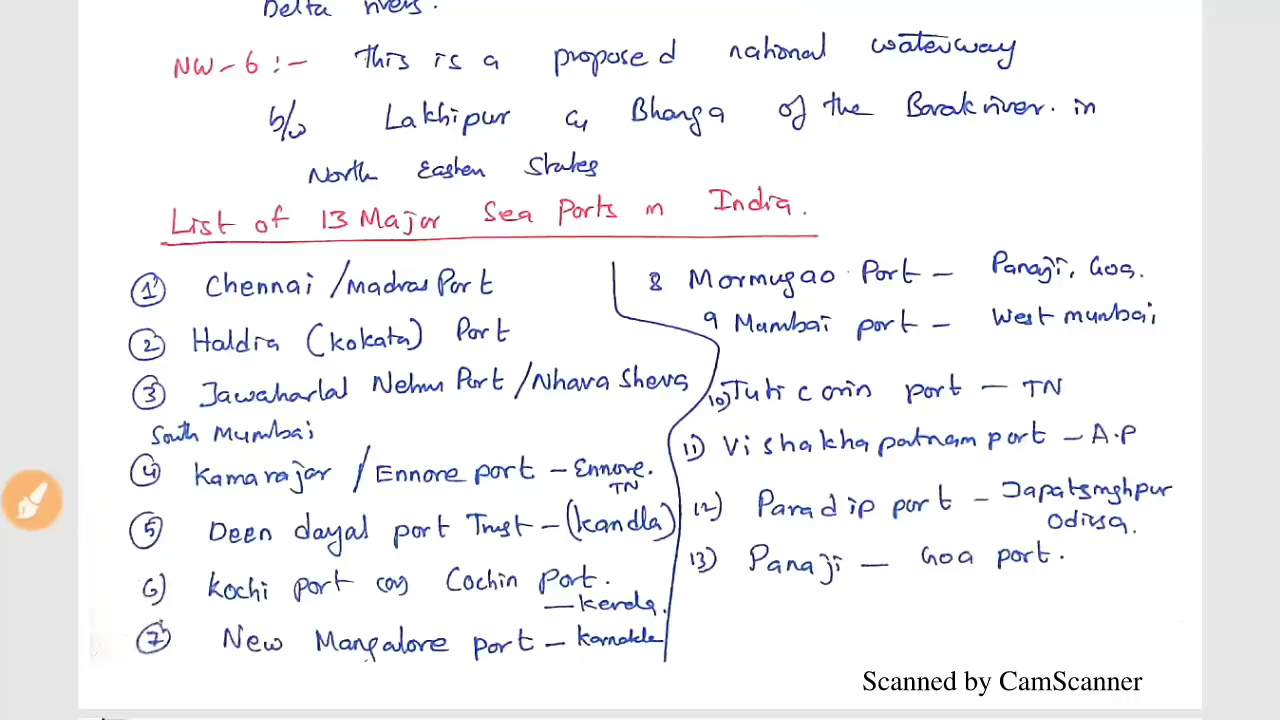 Delta rivers.
NW-6 :- This is a proposed national waterway
b/w Lakhipur & Bhanga of the Barak river. in
North Eastern States
List of 13 Major Sea Ports in India.
① Chennai /Madras Port
② Haldia (Kokata) Port
③ Jawaharlal Nehru Port /Nhava Sheva
South Mumbai
④ Kamarajar / Ennore port - Ennore.
TN
⑤ Deen dayal port Trust - (Kandla)
6) Kochi port (or) Cochin Port.
- Kerala.
⑦ New Mangalore port - Karnataka
8 Mormugao Port - Panaji, Goa.
9 Mumbai port - West mumbai
10) Tuticorin port - TN
11) Vishakhapatnam port - A.P
12) Paradip port - Japatsinghpur
Odissa.
13) Panaji - Goa port.
Scanned by CamScanner